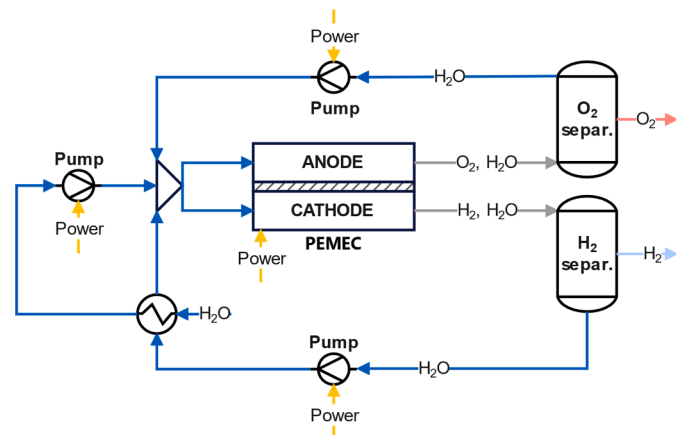 Power
H₂O
Pump
O₂
separ.
O₂
Pump
ANODE
O₂, H₂O
CATHODE
H₂, H₂O
Power
PEMEC
Power
H₂
separ.
H₂
H₂O
Pump
H₂O
Power